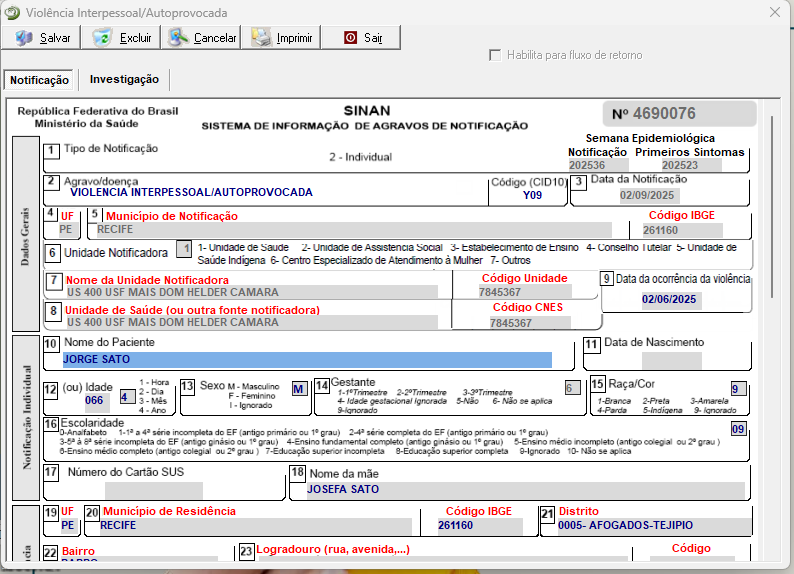 Violência Interpessoal/Autoprovocada
Salvar Excluir Cancelar Imprimir Sair
Habilita para fluxo de retorno
Notificação Investigação
República Federativa do Brasil
Ministério da Saúde
SINAN
SISTEMA DE INFORMAÇÃO DE AGRAVOS DE NOTIFICAÇÃO
Nº 4690076
Semana Epidemiológica
Notificação Primeiros Sintomas
202536 202523
Dados Gerais
1 Tipo de Notificação
2 - Individual
2 Agravo/doença
VIOLENCIA INTERPESSOAL/AUTOPROVOCADA
Código (CID10)
Y09
3 Data da Notificação
02/09/2025
4 UF
PE
5 Município de Notificação
RECIFE
Código IBGE
261160
6 Unidade Notificadora 1
1- Unidade de Saúde 2- Unidade de Assistência Social 3- Estabelecimento de Ensino 4- Conselho Tutelar 5- Unidade de
Saúde Indígena 6- Centro Especializado de Atendimento à Mulher 7- Outros
7 Nome da Unidade Notificadora
US 400 USF MAIS DOM HELDER CAMARA
Código Unidade
7845367
9 Data da ocorrência da violência
02/06/2025
8 Unidade de Saúde (ou outra fonte notificadora)
US 400 USF MAIS DOM HELDER CAMARA
Código CNES
7845367
Notificação Individual
10 Nome do Paciente
JORGE SATO
11 Data de Nascimento
12 (ou) Idade
066 4
1 - Hora
2 - Dia
3 - Mês
4 - Ano
13 Sexo M - Masculino
F - Feminino
I - Ignorado
M
14 Gestante 6
1-1ºTrimestre 2-2ºTrimestre 3-3ºTrimestre
4- Idade gestacional Ignorada 5-Não 6- Não se aplica
9-Ignorado
15 Raça/Cor 9
1-Branca 2-Preta 3-Amarela
4-Parda 5-Indígena 9- Ignorado
16 Escolaridade 09
0-Analfabeto 1-1ª a 4ª série incompleta do EF (antigo primário ou 1º grau) 2-4ª série completa do EF (antigo primário ou 1º grau)
3-5ª à 8ª série incompleta do EF (antigo ginásio ou 1º grau) 4-Ensino fundamental completo (antigo ginásio ou 1º grau) 5-Ensino médio incompleto (antigo colegial ou 2º grau )
6-Ensino médio completo (antigo colegial ou 2º grau ) 7-Educação superior incompleta 8-Educação superior completa 9-Ignorado 10- Não se aplica
17 Número do Cartão SUS
18 Nome da mãe
JOSEFA SATO
19 UF
PE
20 Município de Residência
RECIFE
Código IBGE
261160
21 Distrito
0005- AFOGADOS-TEJIPIO
22 Bairro
23 Logradouro (rua, avenida,...)
Código